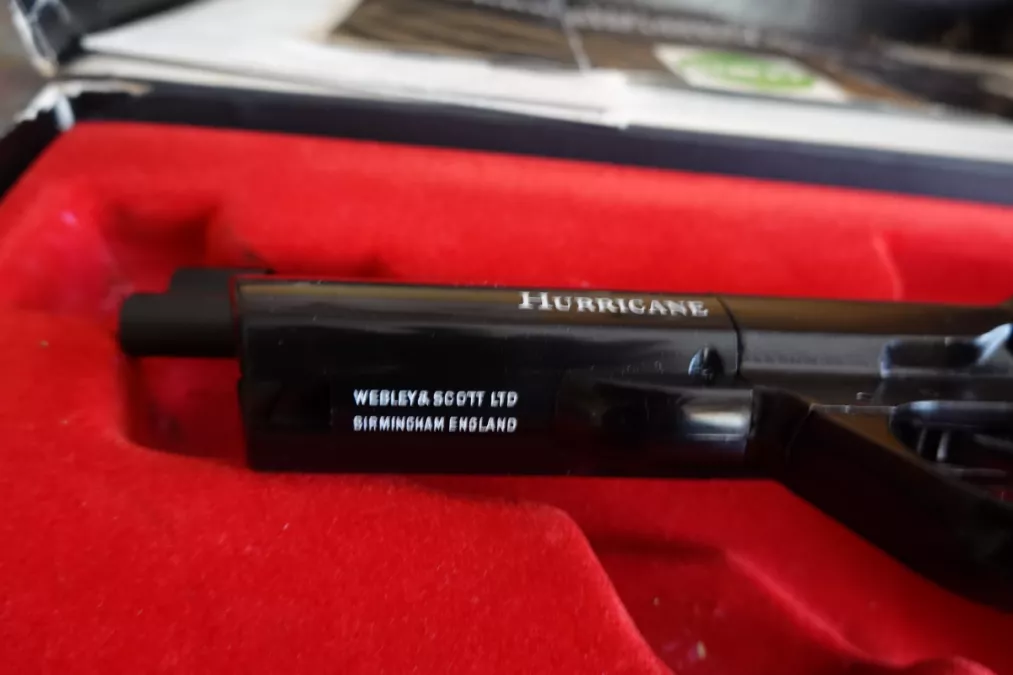 HURRICANE
WEBLEY & SCOTT LTD
BIRMINGHAM ENGLAND